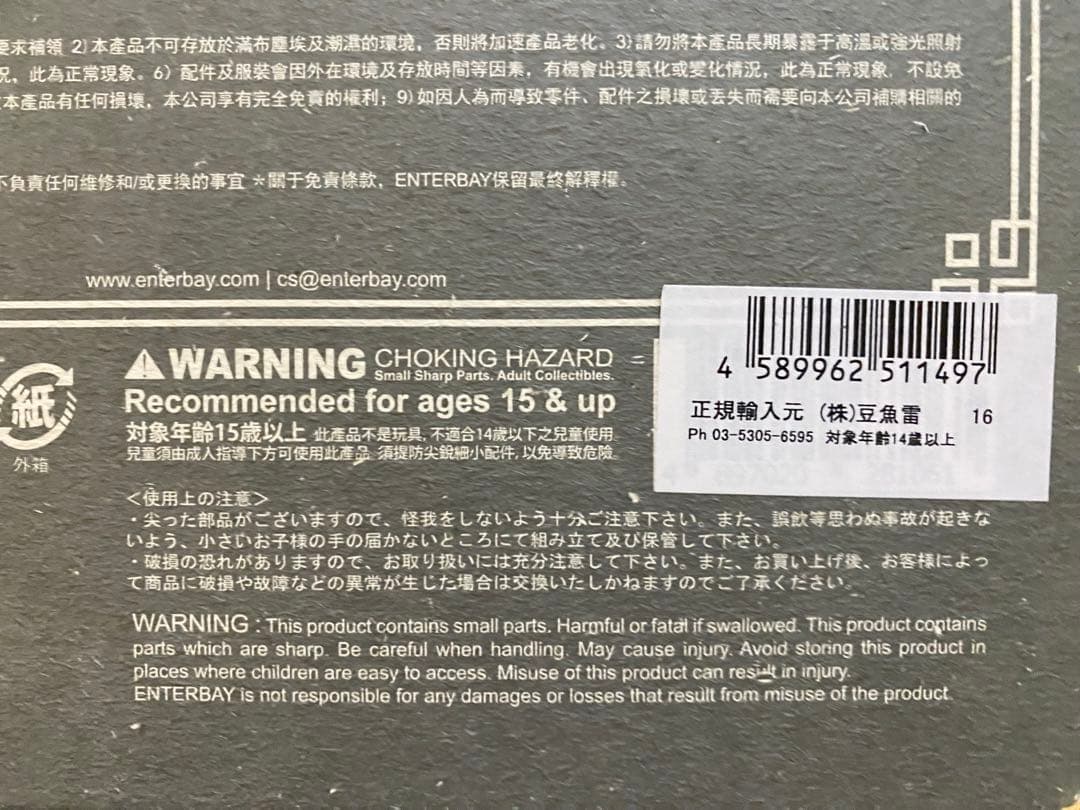 要求補領 2) 本產品不可存放於滿布塵埃及潮濕的環境，否則將加速產品老化。3) 請勿將本產品長期暴露于高溫或強光照射
況，此為正常現象。6）配件及服裝會因外在環境及存放時間等因素，有機會出現氧化或變化情況，此為正常現象，不設免
本產品有任何損壞，本公司享有完全免責的權利；9) 如因人為而導致零件、配件之損壞或丟失而需要向本公司補購相關的
不負責任何維修和/或更換的事宜 *關于免責條款，ENTERBAY保留最終解釋權。
www.enterbay.com | cs@enterbay.com
紙
外箱
WARNING CHOKING HAZARD
Small Sharp Parts. Adult Collectibles.
Recommended for ages 15 & up
対象年齢15歳以上 此產品不是玩具, 不適合14歲以下之兒童使用
兒童須由成人指導下方可使用此產品 須提防尖銳細小配件, 以免導致危險
4 589962 511497
正規輸入元 (株)豆魚雷 16
Ph 03-5305-6595 対象年齢14歳以上
＜使用上の注意＞
・尖った部品がございますので、怪我をしないよう十分ご注意下さい。また、誤飲等思わぬ事故が起きな
いよう、小さいお子様の手の届かないところにて組み立て及び保管して下さい。
・破損の恐れがありますので、お取り扱いには充分注意して下さい。また、お買い上げ後、お客様によっ
て商品に破損や故障などの異常が生じた場合は交換いたしかねますのでご了承ください。
WARNING : This product contains small parts. Harmful or fatal if swallowed. This product contains
parts which are sharp. Be careful when handling. May cause injury. Avoid storing this product in
places where children are easy to access. Misuse of this product can result in injury.
ENTERBAY is not responsible for any damages or losses that result from misuse of the product.